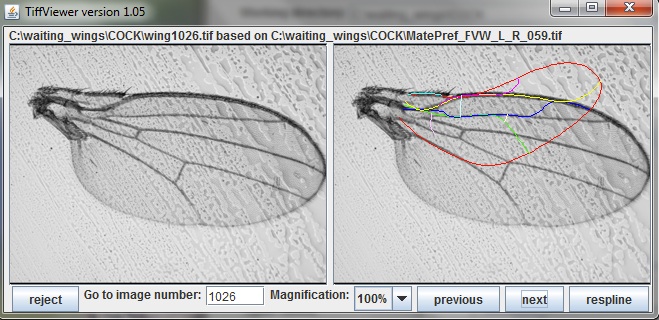 TiffViewer version 1.05
C:\waiting_wings\COCK\wing1026.tif based on C:\waiting_wings\COCK\MatePref_FVW_L_R_059.tif
reject
Go to image number: 1026
Magnification: 100%
previous
next
respline